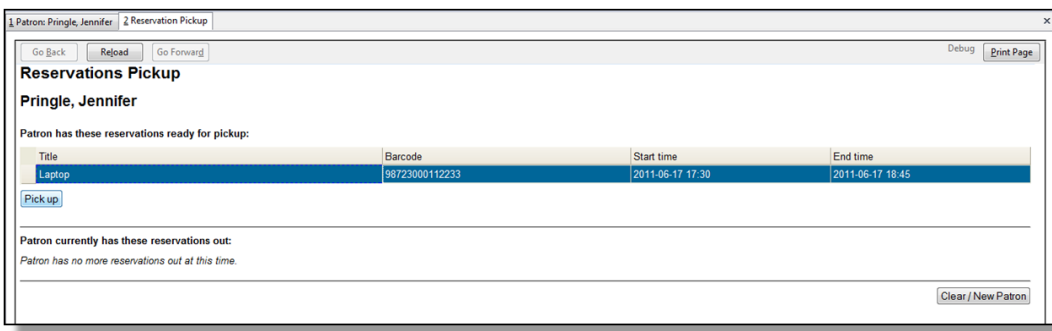 1 Patron: Pringle, Jennifer 2 Reservation Pickup x
Go Back Reload Go Forward Debug Print Page
Reservations Pickup
Pringle, Jennifer
Patron has these reservations ready for pickup:
Title Barcode Start time End time
Laptop 98723000112233 2011-06-17 17:30 2011-06-17 18:45
Pick up
Patron currently has these reservations out:
Patron has no more reservations out at this time.
Clear / New Patron